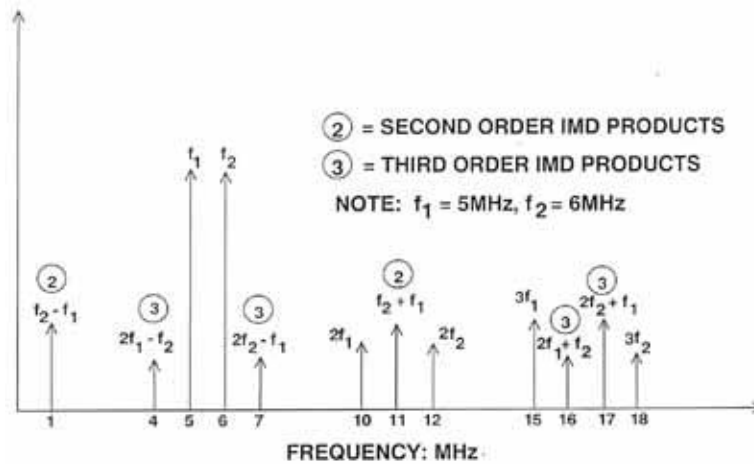 ② = SECOND ORDER IMD PRODUCTS
③ = THIRD ORDER IMD PRODUCTS
NOTE: f₁ = 5MHz, f₂ = 6MHz
f₁
f₂
②
f₂ - f₁
③
2f₁ - f₂
③
2f₂ - f₁
2f₁
②
f₂ + f₁
2f₂
3f₁
③
2f₁ + f₂
③
2f₂ + f₁
3f₂
1 4 5 6 7 10 11 12 15 16 17 18
FREQUENCY: MHz